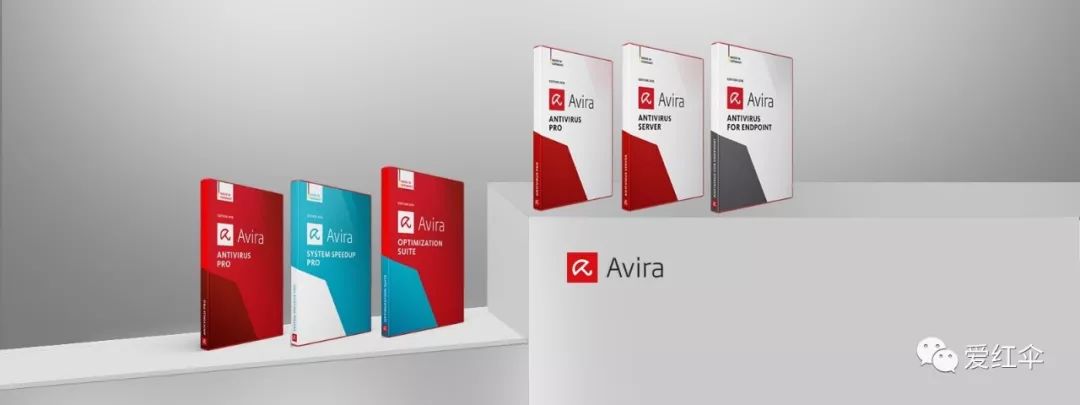 Avira
ANTIVIRUS
PRO
Avira
ANTIVIRUS
SERVER
Avira
ANTIVIRUS
FOR ENDPOINT
Avira
ANTIVIRUS
PRO
Avira
SYSTEM SPEEDUP
PRO
Avira
OPTIMIZATION
SUITE
Avira
爱红伞